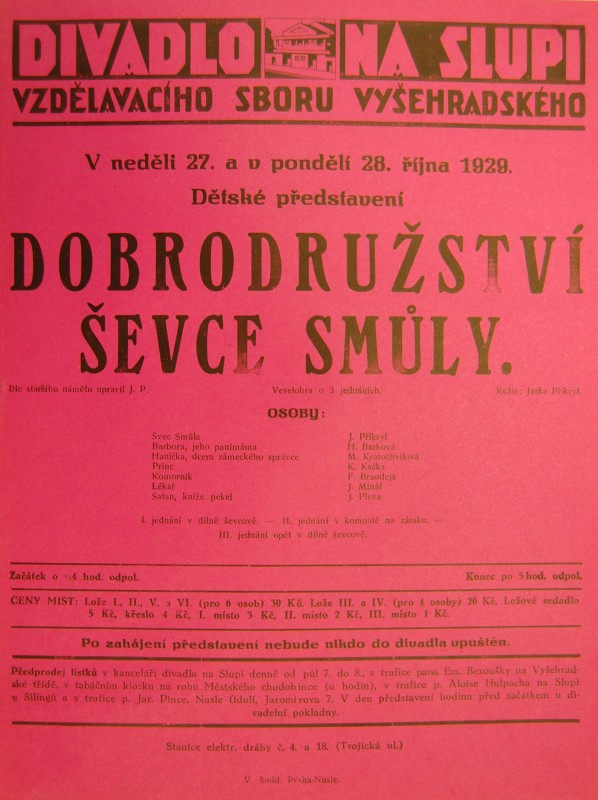 DIVADLO NA SLUPI
VZDĚLAVACÍHO SBORU VYŠEHRADSKÉHO
V neděli 27. a v pondělí 28. října 1929.
Dětské představení
DOBRODRUŽSTVÍ
ŠEVCE SMŮLY.
Dle staršího námětu upravil J. P. Veselohra o 3 jednáních. Režie: Jarka Přikryl.
OSOBY:
Švec Smůla J. Přikryl
Barbora, jeho panímáma H. Barková
Hanička, dcera zámeckého správce M. Kratochvílová
Princ K. Kaška
Komorník F. Brandejs
Lékař J. Minář
Satan, kníže pekel J. Pleva
I. jednání v dílně ševcově. — II. jednání v komnatě na zámku. —
III. jednání opět v dílně ševcově.
Začátek o ¼4 hod. odpol. Konec po 5 hod. odpol.
CENY MÍST: Lože I., II., V. a VI. (pro 6 osob) 30 Kč, Lože III. a IV. (pro 4 osoby) 20 Kč, Ložové sedadlo
5 Kč, křeslo 4 Kč, I. místo 3 Kč, II. místo 2 Kč, III. místo 1 Kč.
Po zahájení představení nebude nikdo do divadla vpuštěn.
Předprodej lístků v kanceláři divadla na Slupi denně od půl 7. do 8., v trafice pana Em. Bezoušky na Vyšehrad-
ské třídě, v tabáčním kiosku na rohu Městského chudobince (u hodin), v trafice p. Aloise Hulpacha na Slupi
u Šilingů a v trafice p. Jar. Pince, Nusle údolí, Jaromírova 7. V den představení hodinu před začátkem u di-
vadelní pokladny.
Stanice elektr. dráhy č. 4 a 18. (Trojická ul.)
V. Šmíd, Praha-Nusle.